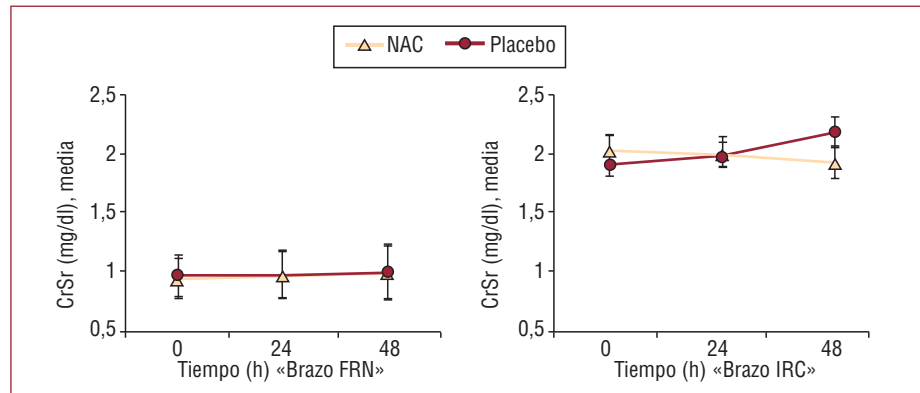 NAC Placebo
CrSr (mg/dl), media
2,5
2
1,5
1
0,5
0 24 48
Tiempo (h) «Brazo FRN»
CrSr (mg/dl), media
2,5
2
1,5
1
0,5
0 24 48
Tiempo (h) «Brazo IRC»